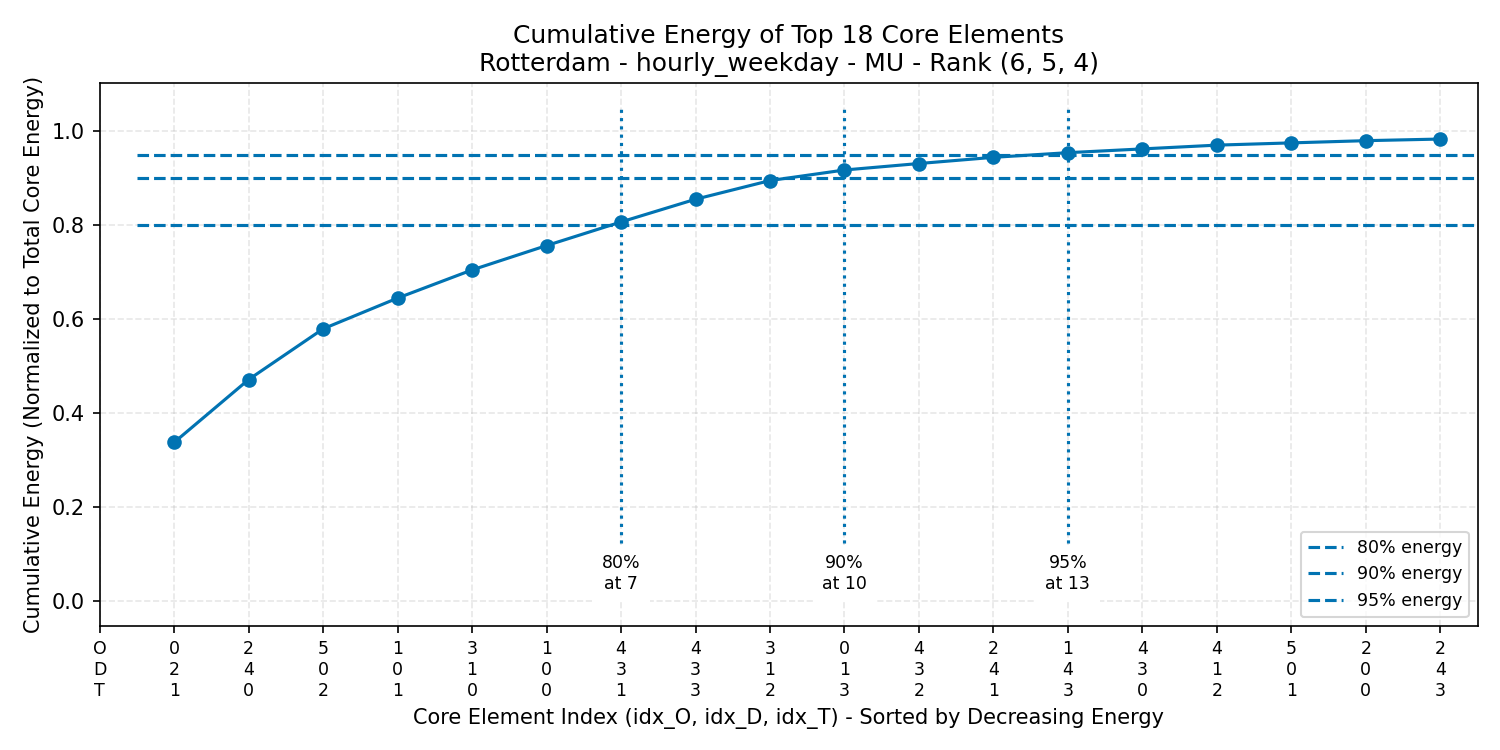 Cumulative Energy of Top 18 Core Elements
Rotterdam - hourly_weekday - MU - Rank (6, 5, 4)
Cumulative Energy (Normalized to Total Core Energy)
1.0
0.8
0.6
0.4
0.2
0.0
80%
at 7
90%
at 10
95%
at 13
80% energy
90% energy
95% energy
O 0 2 5 1 3 1 4 4 3 0 4 2 1 4 4 5 2 2
D 2 4 0 0 1 0 3 3 1 1 3 4 4 3 1 0 0 4
T 1 0 2 1 0 0 1 3 2 3 2 1 3 0 2 1 0 3
Core Element Index (idx_O, idx_D, idx_T) - Sorted by Decreasing Energy